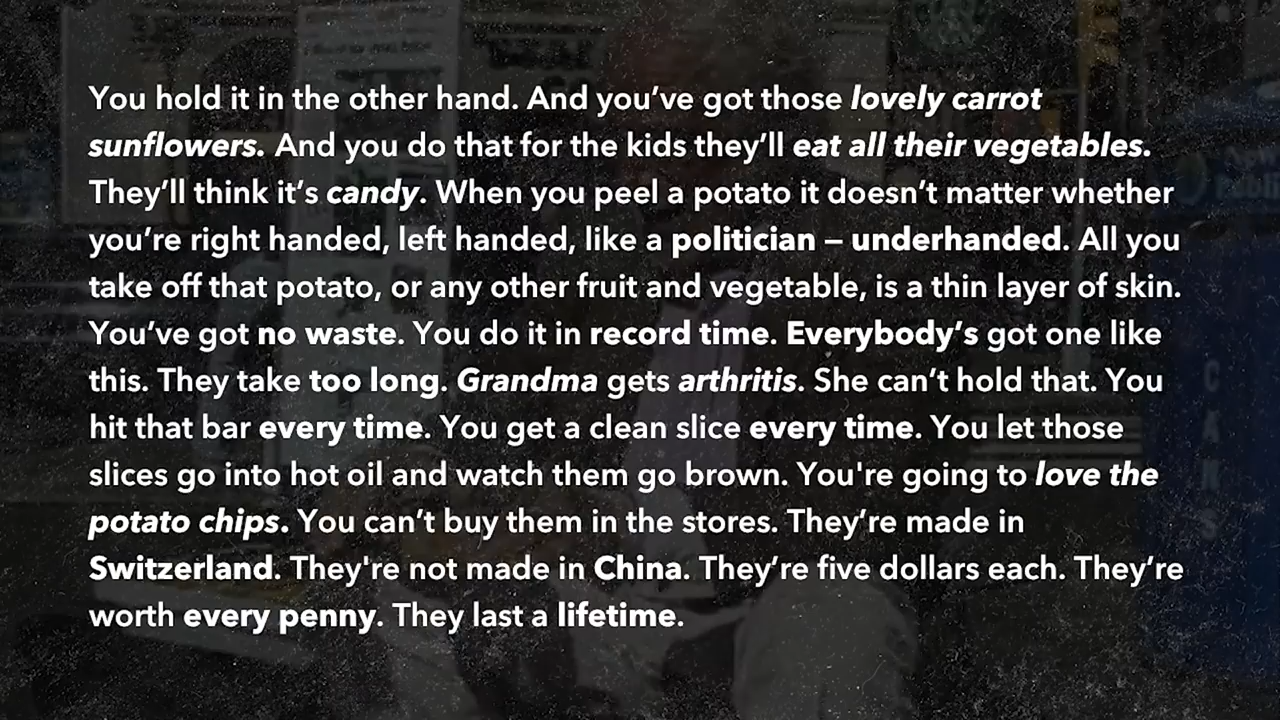 You hold it in the other hand. And you’ve got those lovely carrot
sunflowers. And you do that for the kids they’ll eat all their vegetables.
They’ll think it’s candy. When you peel a potato it doesn’t matter whether
you’re right handed, left handed, like a politician – underhanded. All you
take off that potato, or any other fruit and vegetable, is a thin layer of skin.
You’ve got no waste. You do it in record time. Everybody’s got one like
this. They take too long. Grandma gets arthritis. She can’t hold that. You
hit that bar every time. You get a clean slice every time. You let those
slices go into hot oil and watch them go brown. You're going to love the
potato chips. You can’t buy them in the stores. They’re made in
Switzerland. They're not made in China. They’re five dollars each. They’re
worth every penny. They last a lifetime.
CANS